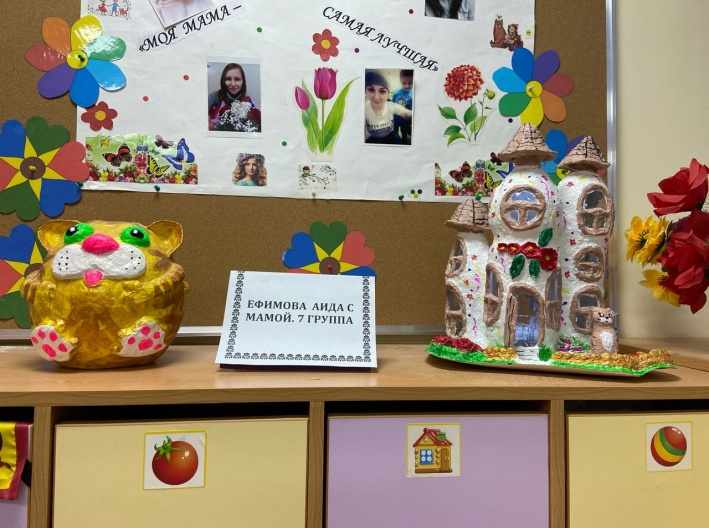 «МОЯ МАМА –
САМАЯ ЛУЧШАЯ»
ЕФИМОВА АИДА С
МАМОЙ. 7 ГРУППА